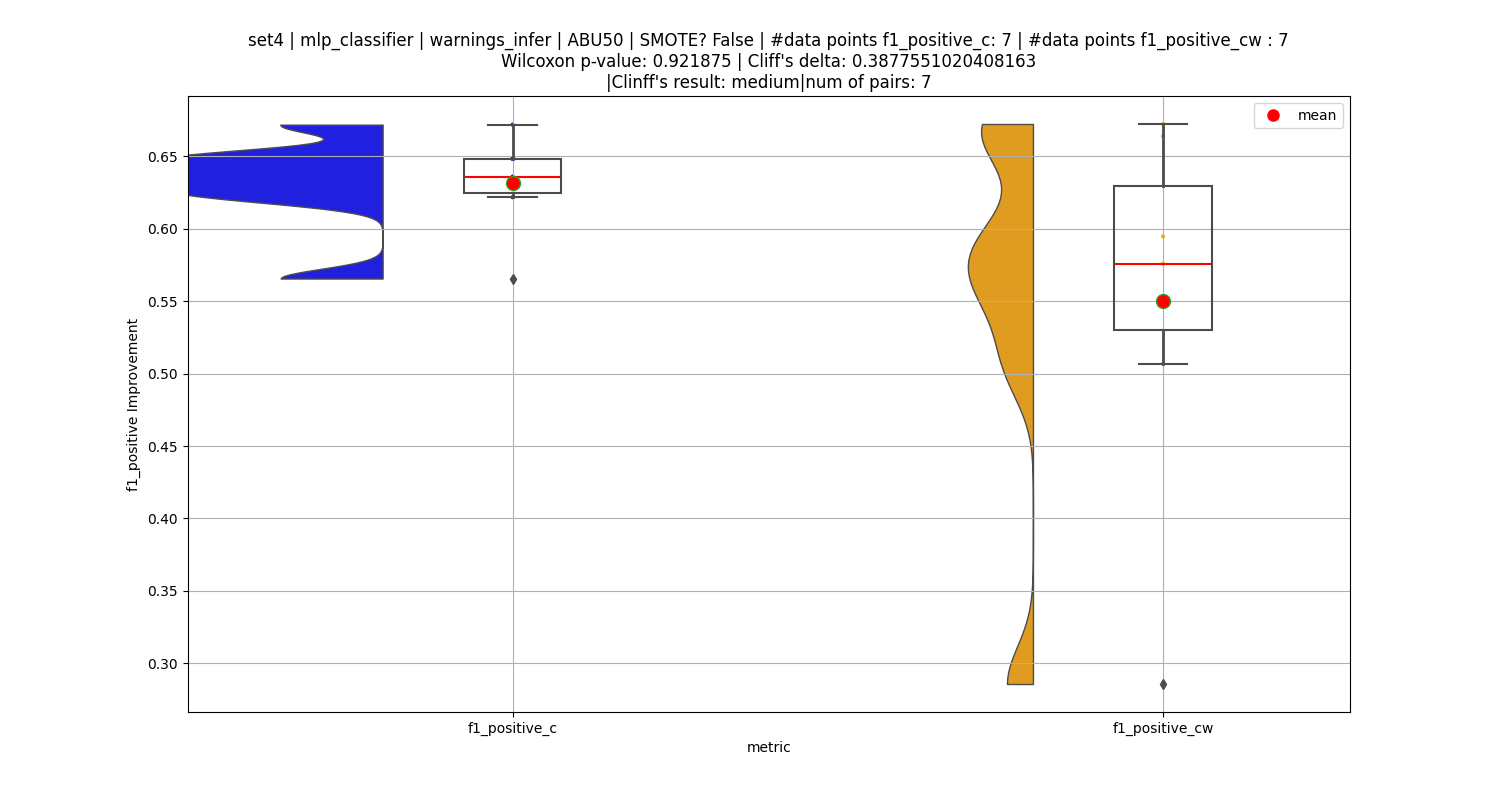 set4 | mlp_classifier | warnings_infer | ABU50 | SMOTE? False | #data points f1_positive_c: 7 | #data points f1_positive_cw : 7
Wilcoxon p-value: 0.921875 | Cliff's delta: 0.3877551020408163
|Clinff's result: medium|num of pairs: 7
mean
0.65
0.60
0.55
0.50
0.45
0.40
0.35
0.30
f1_positive Improvement
f1_positive_c
f1_positive_cw
metric